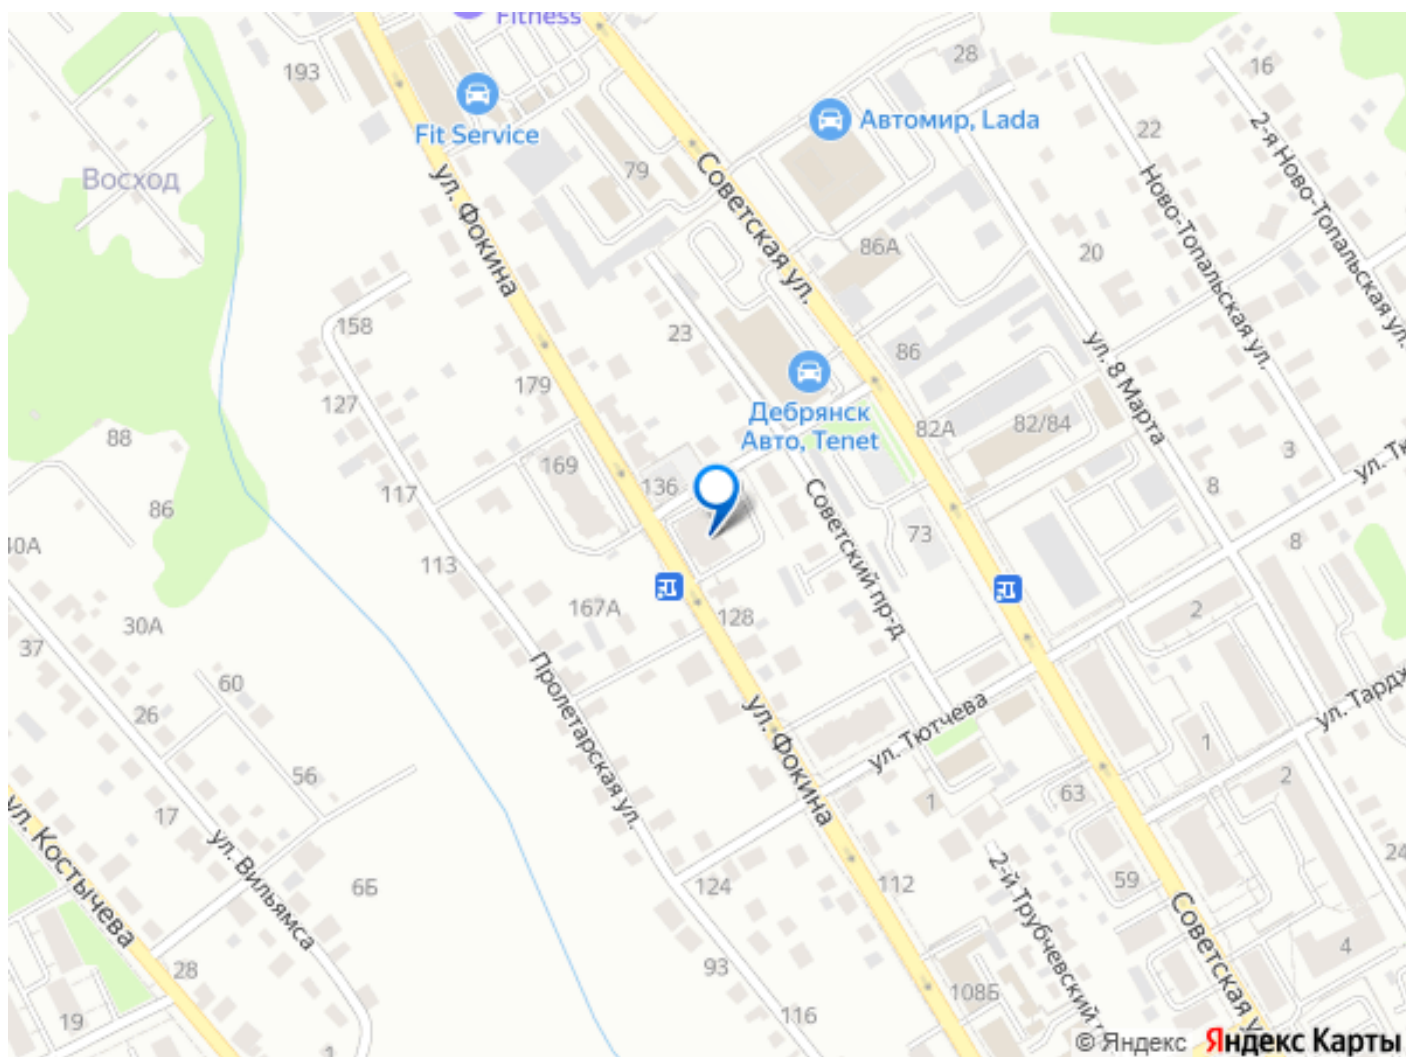 Fitness
193
28
16
Fit Service
Автомир, Lada
22
2-я Ново-Топальская ул.
79
Восход
ул. Фокина
Советская ул.
Ново-Топальская ул.
86А
20
158
23
86
ул. 8 Марта
179
127
Дебрянск
Авто, Tenet
82А
82/84
88
169
3
117
136
8
86
Советский пр-д
73
113
8
30А
167А
128
2
37
60
Пролетарская ул.
26
ул. Фокина
ул. Тютчева
1
56
2
17
1
63
ул. Костычева
ул. Вильямса
6Б
124
112
2-й Трубчевский
59
24
Советская
28
93
4
108Б
19
116
© Яндекс Яндекс Карты